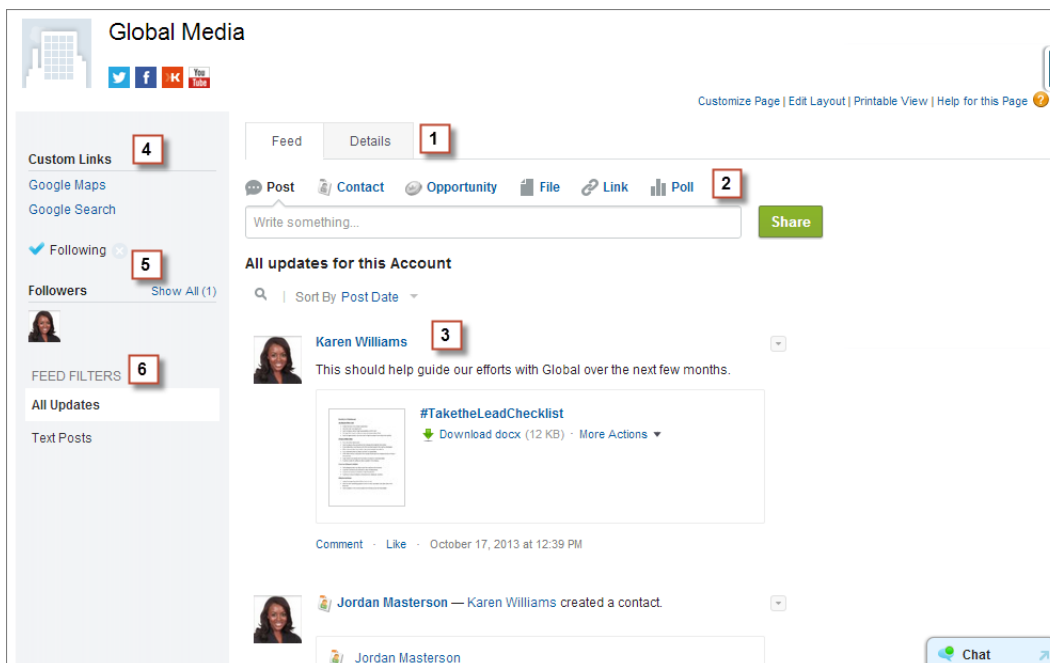 Global Media
You Tube
Customize Page | Edit Layout | Printable View | Help for this Page ?
Feed Details 1
4
Custom Links
Google Maps
Google Search
Following
5
Followers Show All (1)
6
FEED FILTERS
All Updates
Text Posts
Post Contact Opportunity File Link Poll 2
Write something... Share
All updates for this Account
Sort By Post Date
Karen Williams 3
This should help guide our efforts with Global over the next few months.
#TaketheLeadChecklist
Download docx (12 KB) · More Actions
Comment · Like · October 17, 2013 at 12:39 PM
Jordan Masterson — Karen Williams created a contact.
Jordan Masterson
Chat